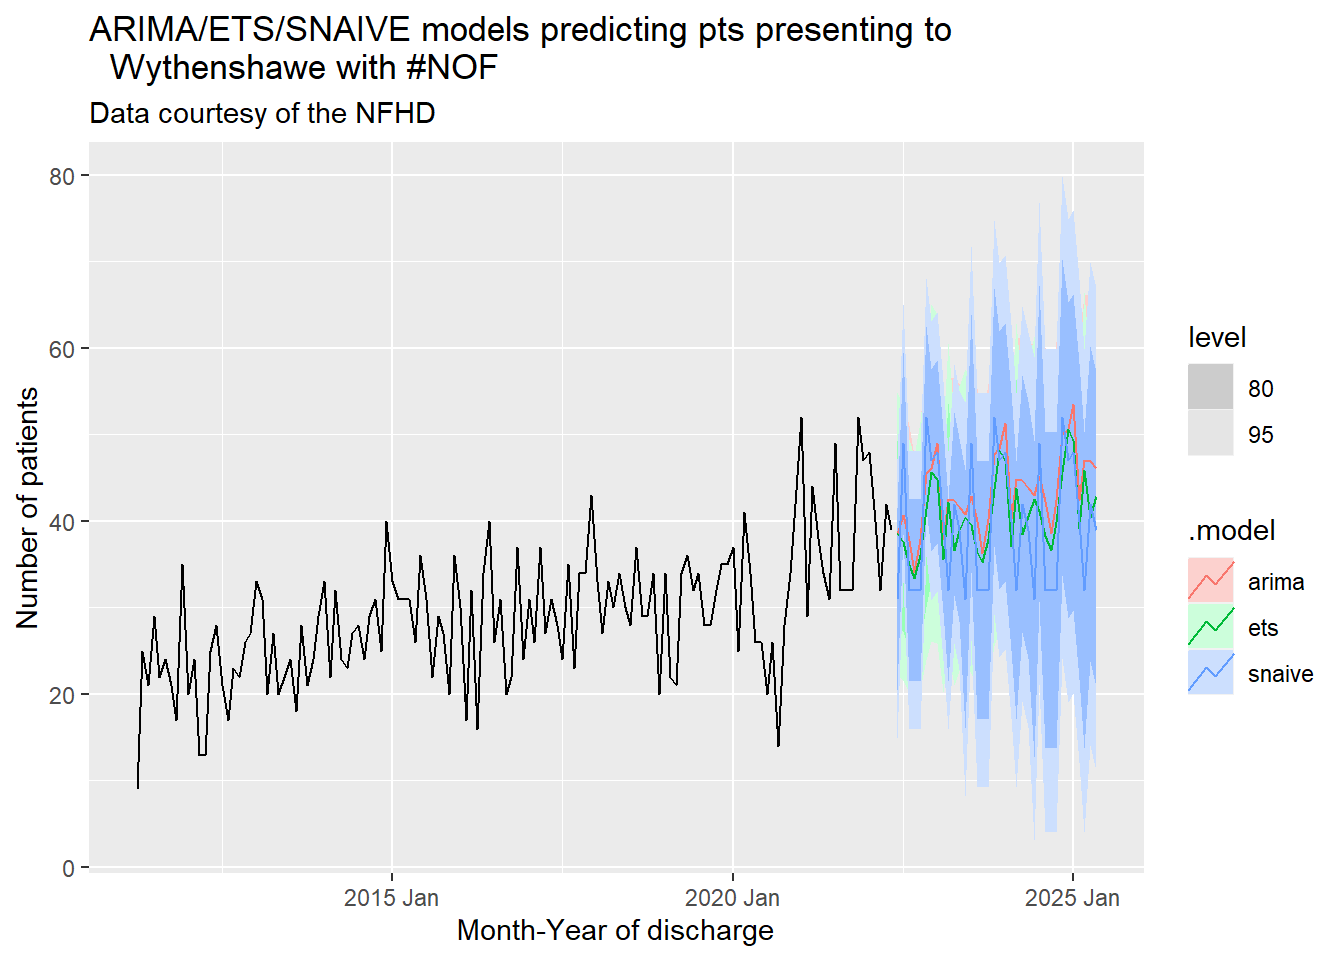 ARIMA/ETS/SNAIVE models predicting pts presenting to
Wythenshawe with #NOF
Data courtesy of the NFHD
80
60
40
20
0
Number of patients
2015 Jan
2020 Jan
2025 Jan
Month-Year of discharge
level
80
95
.model
arima
ets
snaive